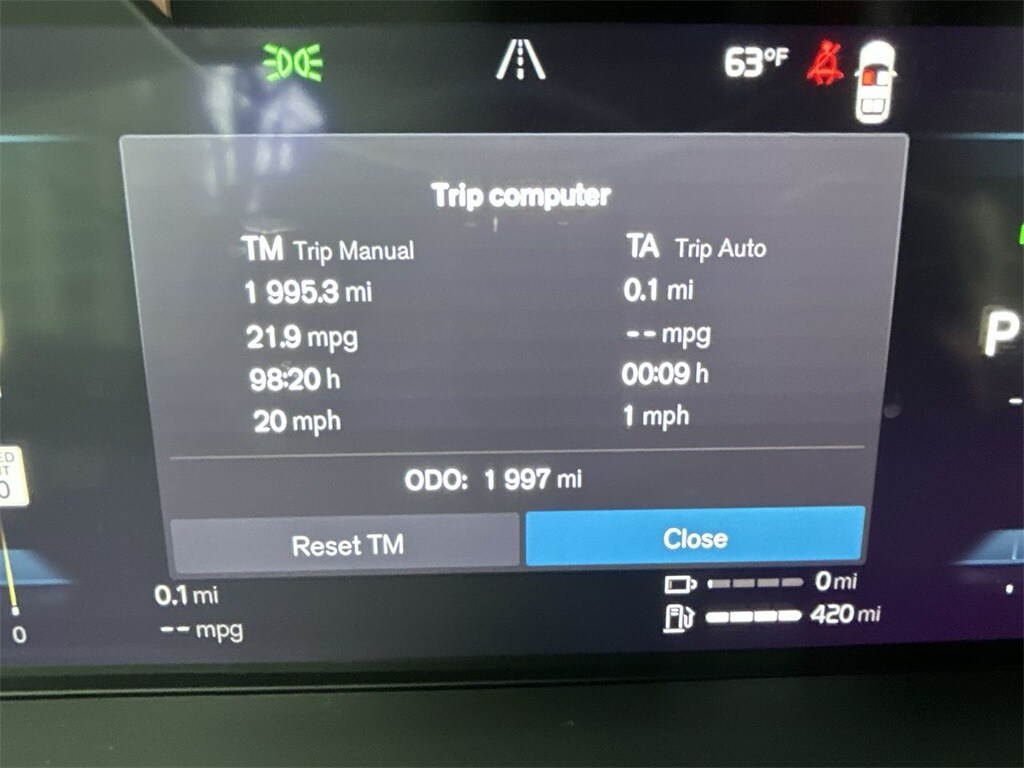 63°F
Trip computer
TM Trip Manual
1 995.3 mi
21.9 mpg
98:20 h
20 mph
TA Trip Auto
0.1 mi
-- mpg
00:09 h
1 mph
P
ODO: 1 997 mi
Reset TM
Close
0.1 mi
-- mpg
0 mi
420 mi
0